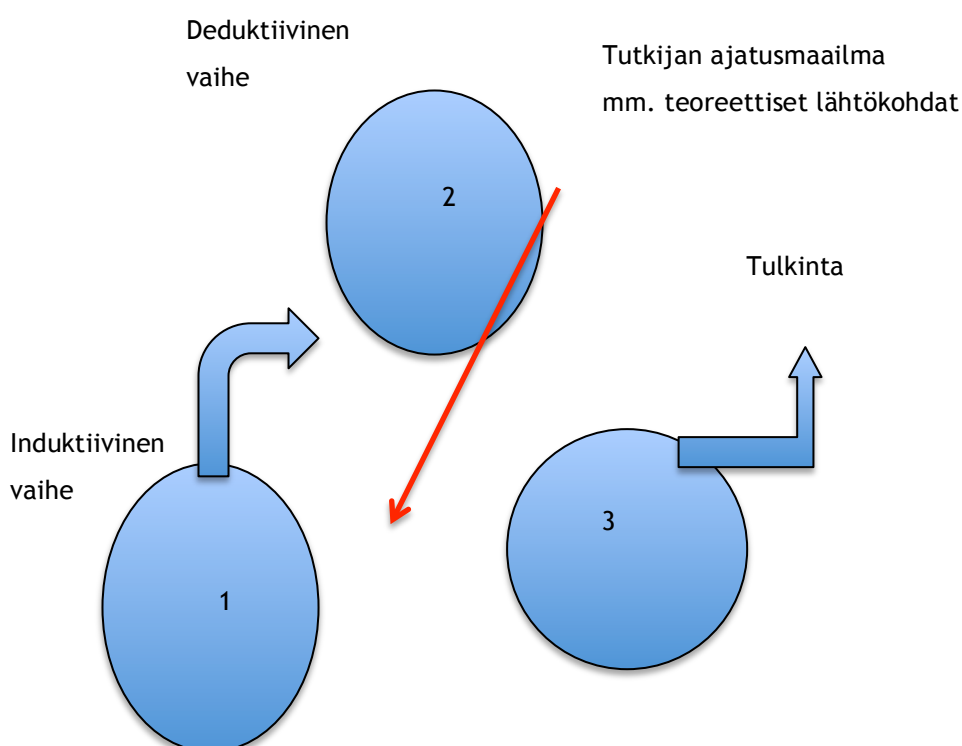 Deduktiivinen
vaihe
Tutkijan ajatusmaailma
mm. teoreettiset lähtökohdat
2
Tulkinta
Induktiivinen
vaihe
3
1